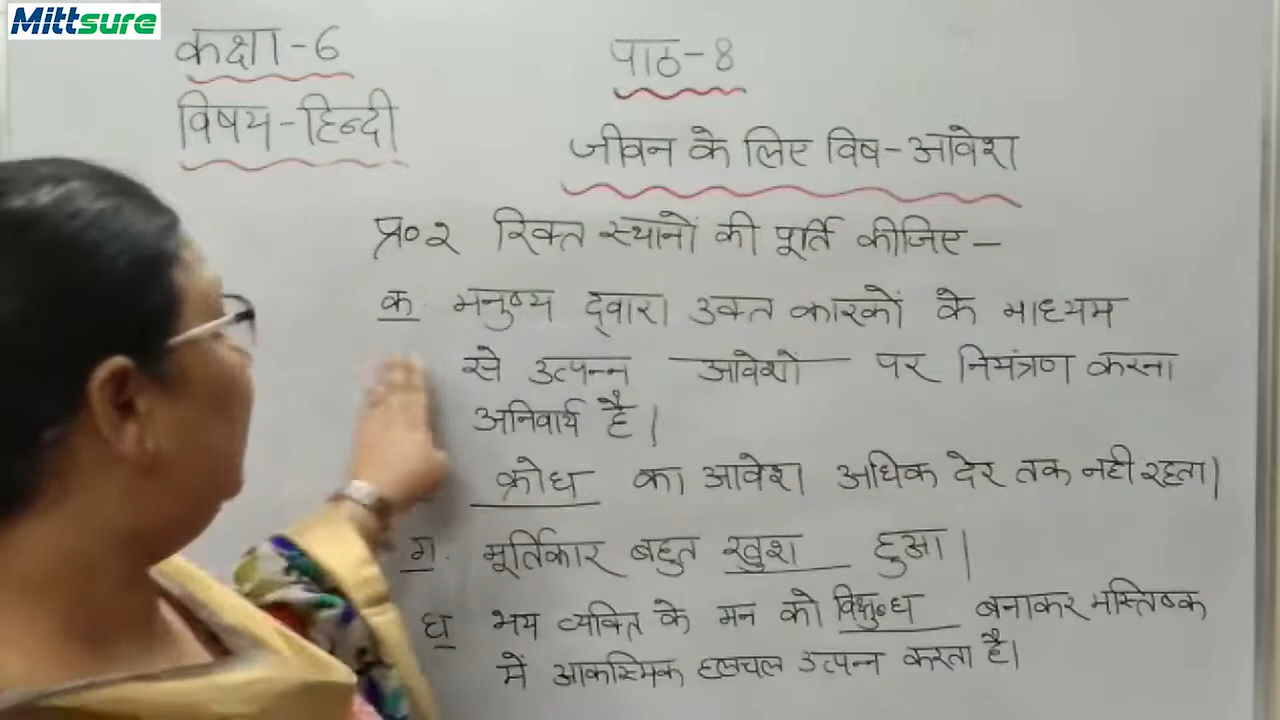 Mittsure
कक्षा-6
विषय-हिन्दी
पाठ-8
जीवन के लिए विष-आवेश
प्र०२ रिक्त स्थानों की पूर्ति कीजिए-
क. मनुष्य द्वारा उक्त कारकों के माध्यम
से उत्पन्न आवेशों पर नियंत्रण करना
अनिवार्य है।
क्रोध का आवेश अधिक देर तक नही रहता।
ग. मूर्तिकार बहुत खुश हुआ।
घ भय व्यक्ति के मन को विक्षुब्ध बनाकर मस्तिष्क
में आकस्मिक हलचल उत्पन्न करता है।